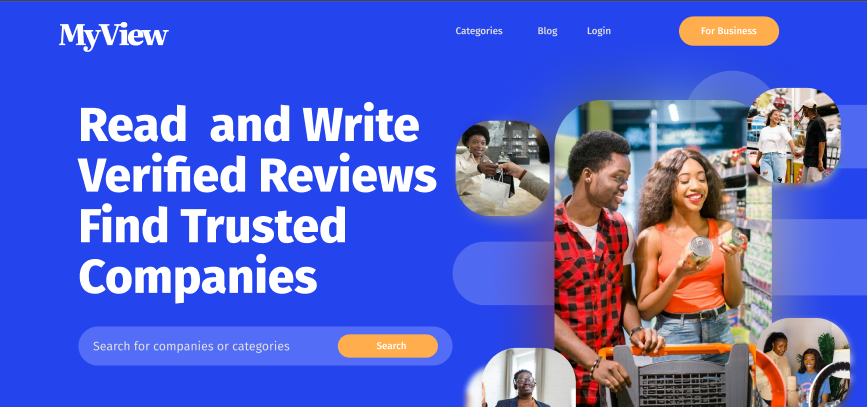 MyView
Categories Blog Login For Business
Read and Write
Verified Reviews
Find Trusted
Companies
Search for companies or categories Search